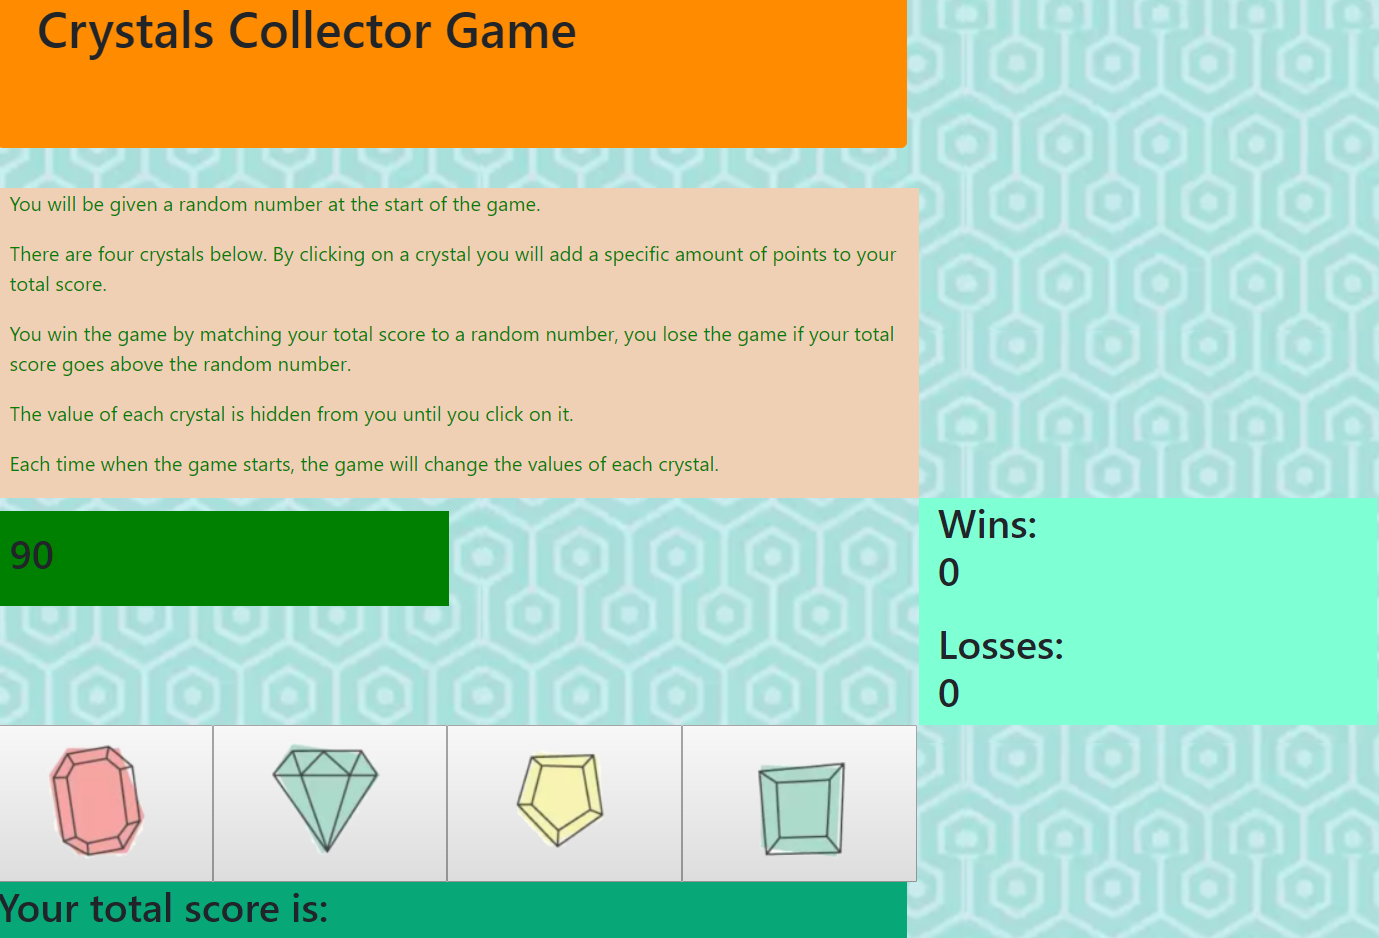 Crystals Collector Game
You will be given a random number at the start of the game.
There are four crystals below. By clicking on a crystal you will add a specific amount of points to your
total score.
You win the game by matching your total score to a random number, you lose the game if your total
score goes above the random number.
The value of each crystal is hidden from you until you click on it.
Each time when the game starts, the game will change the values of each crystal.
90
Wins:
0
Losses:
0
Your total score is: